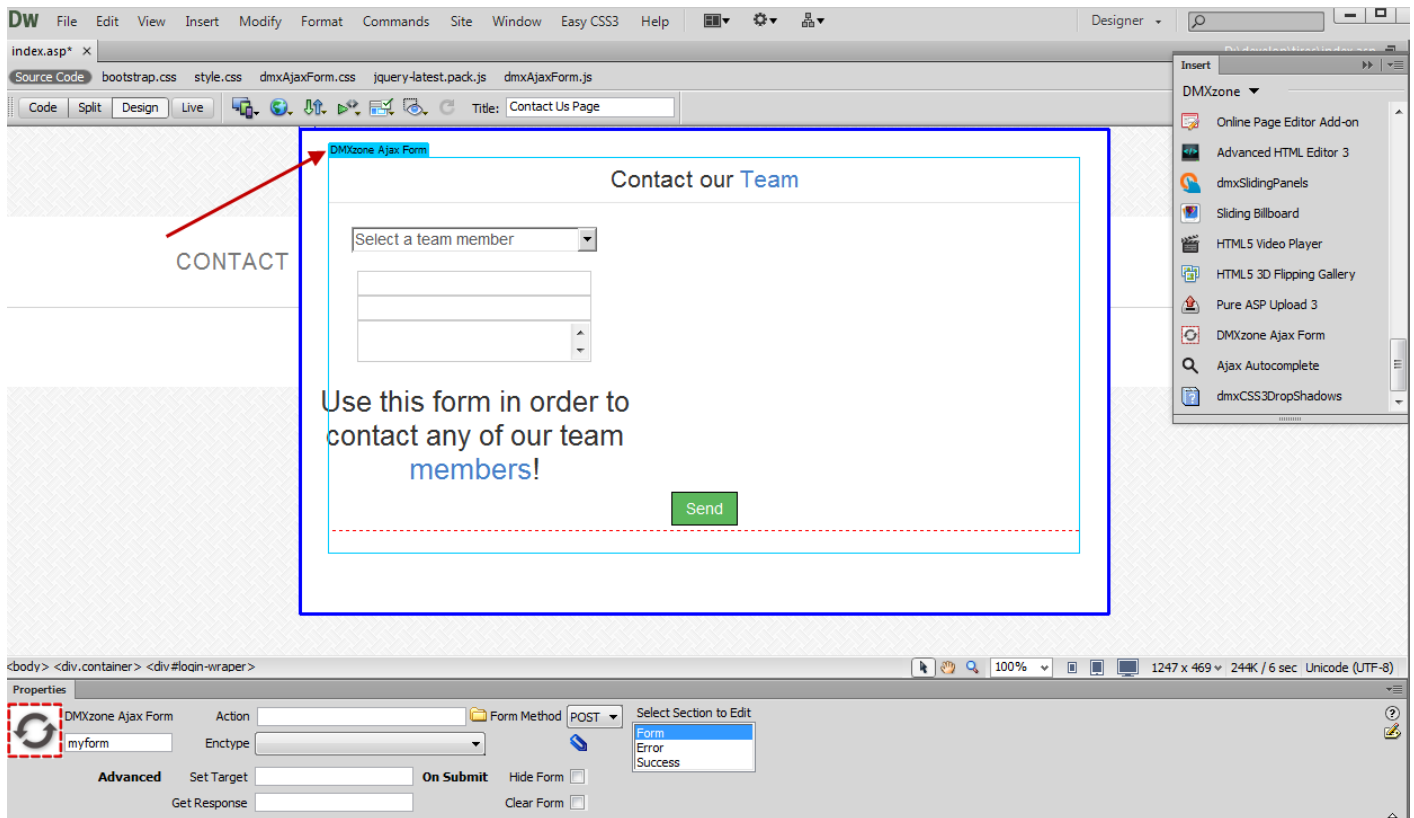 DW File Edit View Insert Modify Format Commands Site Window Easy CSS3 Help Designer
index.asp*
Source Code bootstrap.css style.css dmxAjaxForm.css jquery-latest.pack.js dmxAjaxForm.js
Code Split Design Live Title: Contact Us Page
Insert
DMXzone
Online Page Editor Add-on
Advanced HTML Editor 3
dmxSlidingPanels
Sliding Billboard
HTML5 Video Player
HTML5 3D Flipping Gallery
Pure ASP Upload 3
DMXzone Ajax Form
Ajax Autocomplete
dmxCSS3DropShadows
DMXzone Ajax Form
Contact our Team
Select a team member
CONTACT
Use this form in order to
contact any of our team
members!
Send
<body> <div.container> <div#login-wraper> 100% 1247 x 469 244K / 6 sec Unicode (UTF-8)
Properties
DMXzone Ajax Form Action Form Method POST Select Section to Edit
myform Enctype Form
Error
Success
Advanced Set Target On Submit Hide Form
Get Response Clear Form